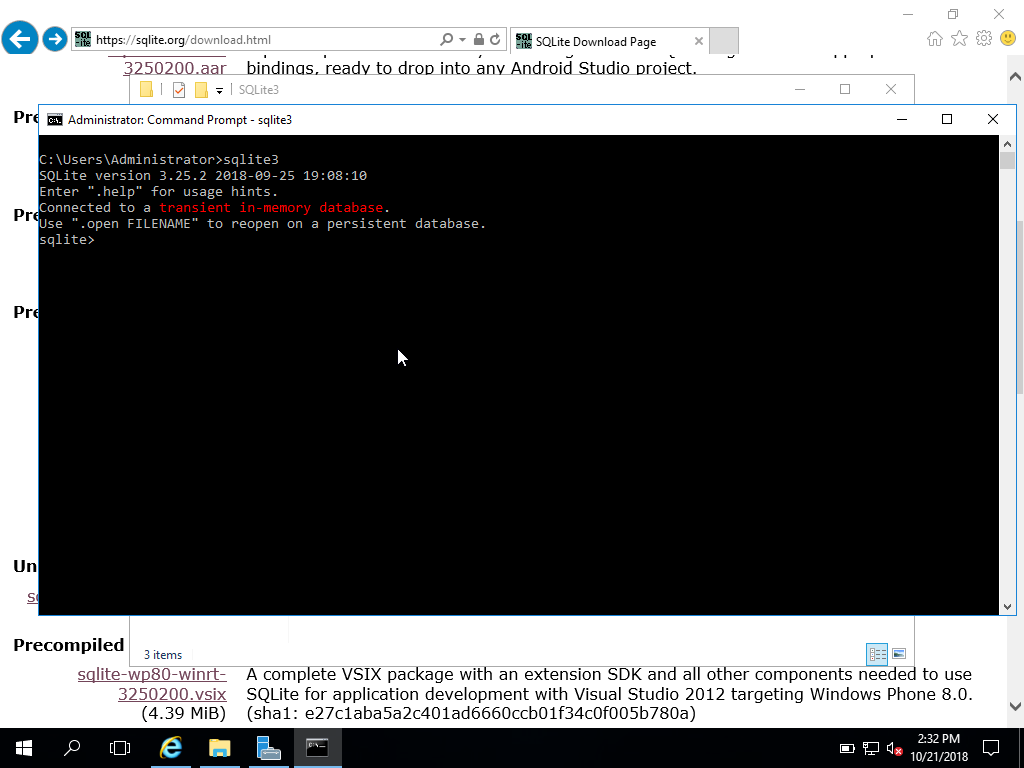 https://sqlite.org/download.html
SQLite Download Page
3250200.aar
bindings, ready to drop into any Android Studio project.
SQLite3
Administrator: Command Prompt - sqlite3
C:\Users\Administrator>sqlite3
SQLite version 3.25.2 2018-09-25 19:08:10
Enter ".help" for usage hints.
Connected to a transient in-memory database.
Use ".open FILENAME" to reopen on a persistent database.
sqlite>
Pre
Pre
Pre
Un
3 items
Precompiled
sqlite-wp80-winrt-
3250200.vsix
(4.39 MiB)
A complete VSIX package with an extension SDK and all other components needed to use
SQLite for application development with Visual Studio 2012 targeting Windows Phone 8.0.
(sha1: e27c1aba5a2c401ad6660ccb01f34c0f005b780a)
2:32 PM
10/21/2018